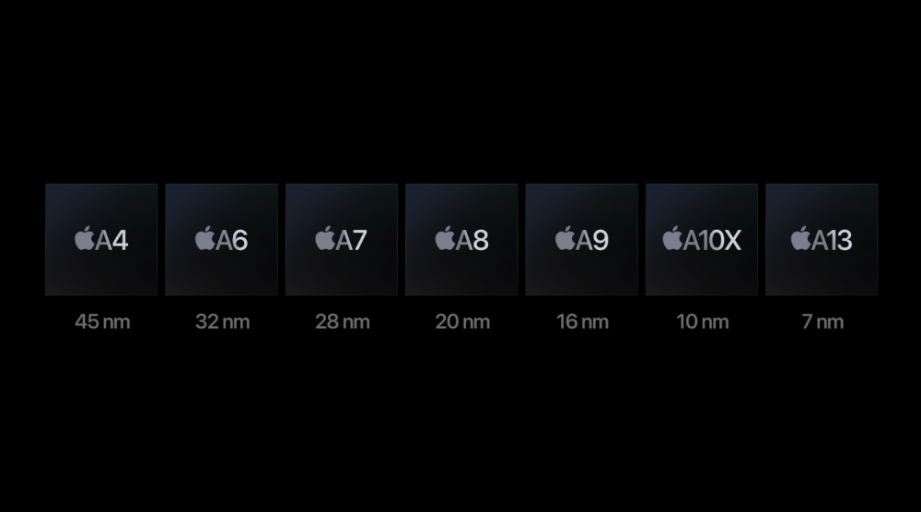 A4
A6
A7
A8
A9
A10X
A13
45 nm
32 nm
28 nm
20 nm
16 nm
10 nm
7 nm